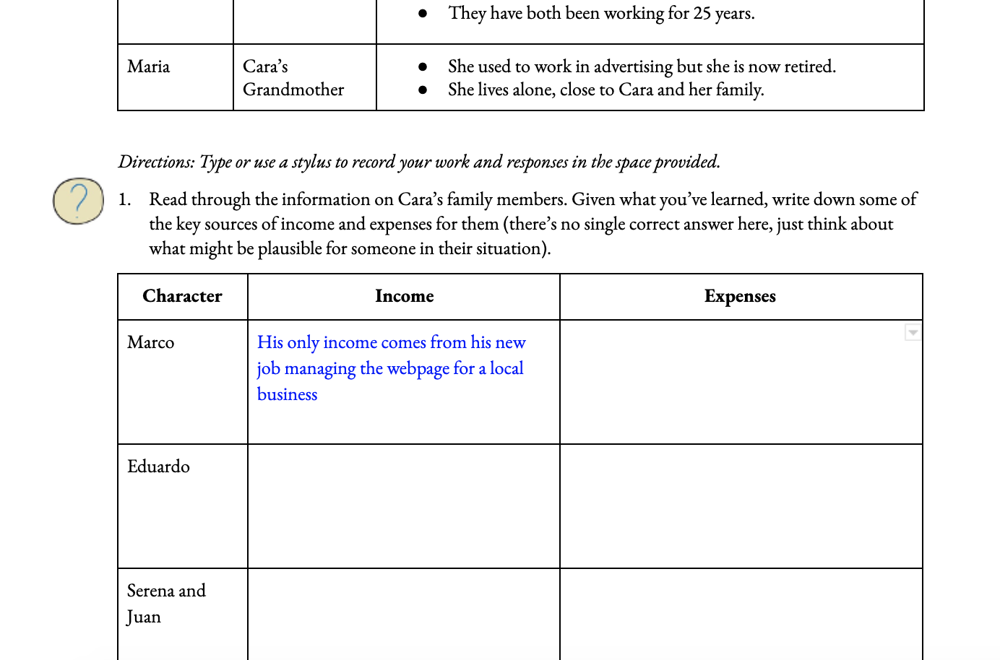 ● They have both been working for 25 years.
Maria
Cara’s
Grandmother
● She used to work in advertising but she is now retired.
● She lives alone, close to Cara and her family.
Directions: Type or use a stylus to record your work and responses in the space provided.
?
1. Read through the information on Cara’s family members. Given what you’ve learned, write down some of
the key sources of income and expenses for them (there’s no single correct answer here, just think about
what might be plausible for someone in their situation).
Character
Income
Expenses
Marco
His only income comes from his new
job managing the webpage for a local
business
Eduardo
Serena and
Juan